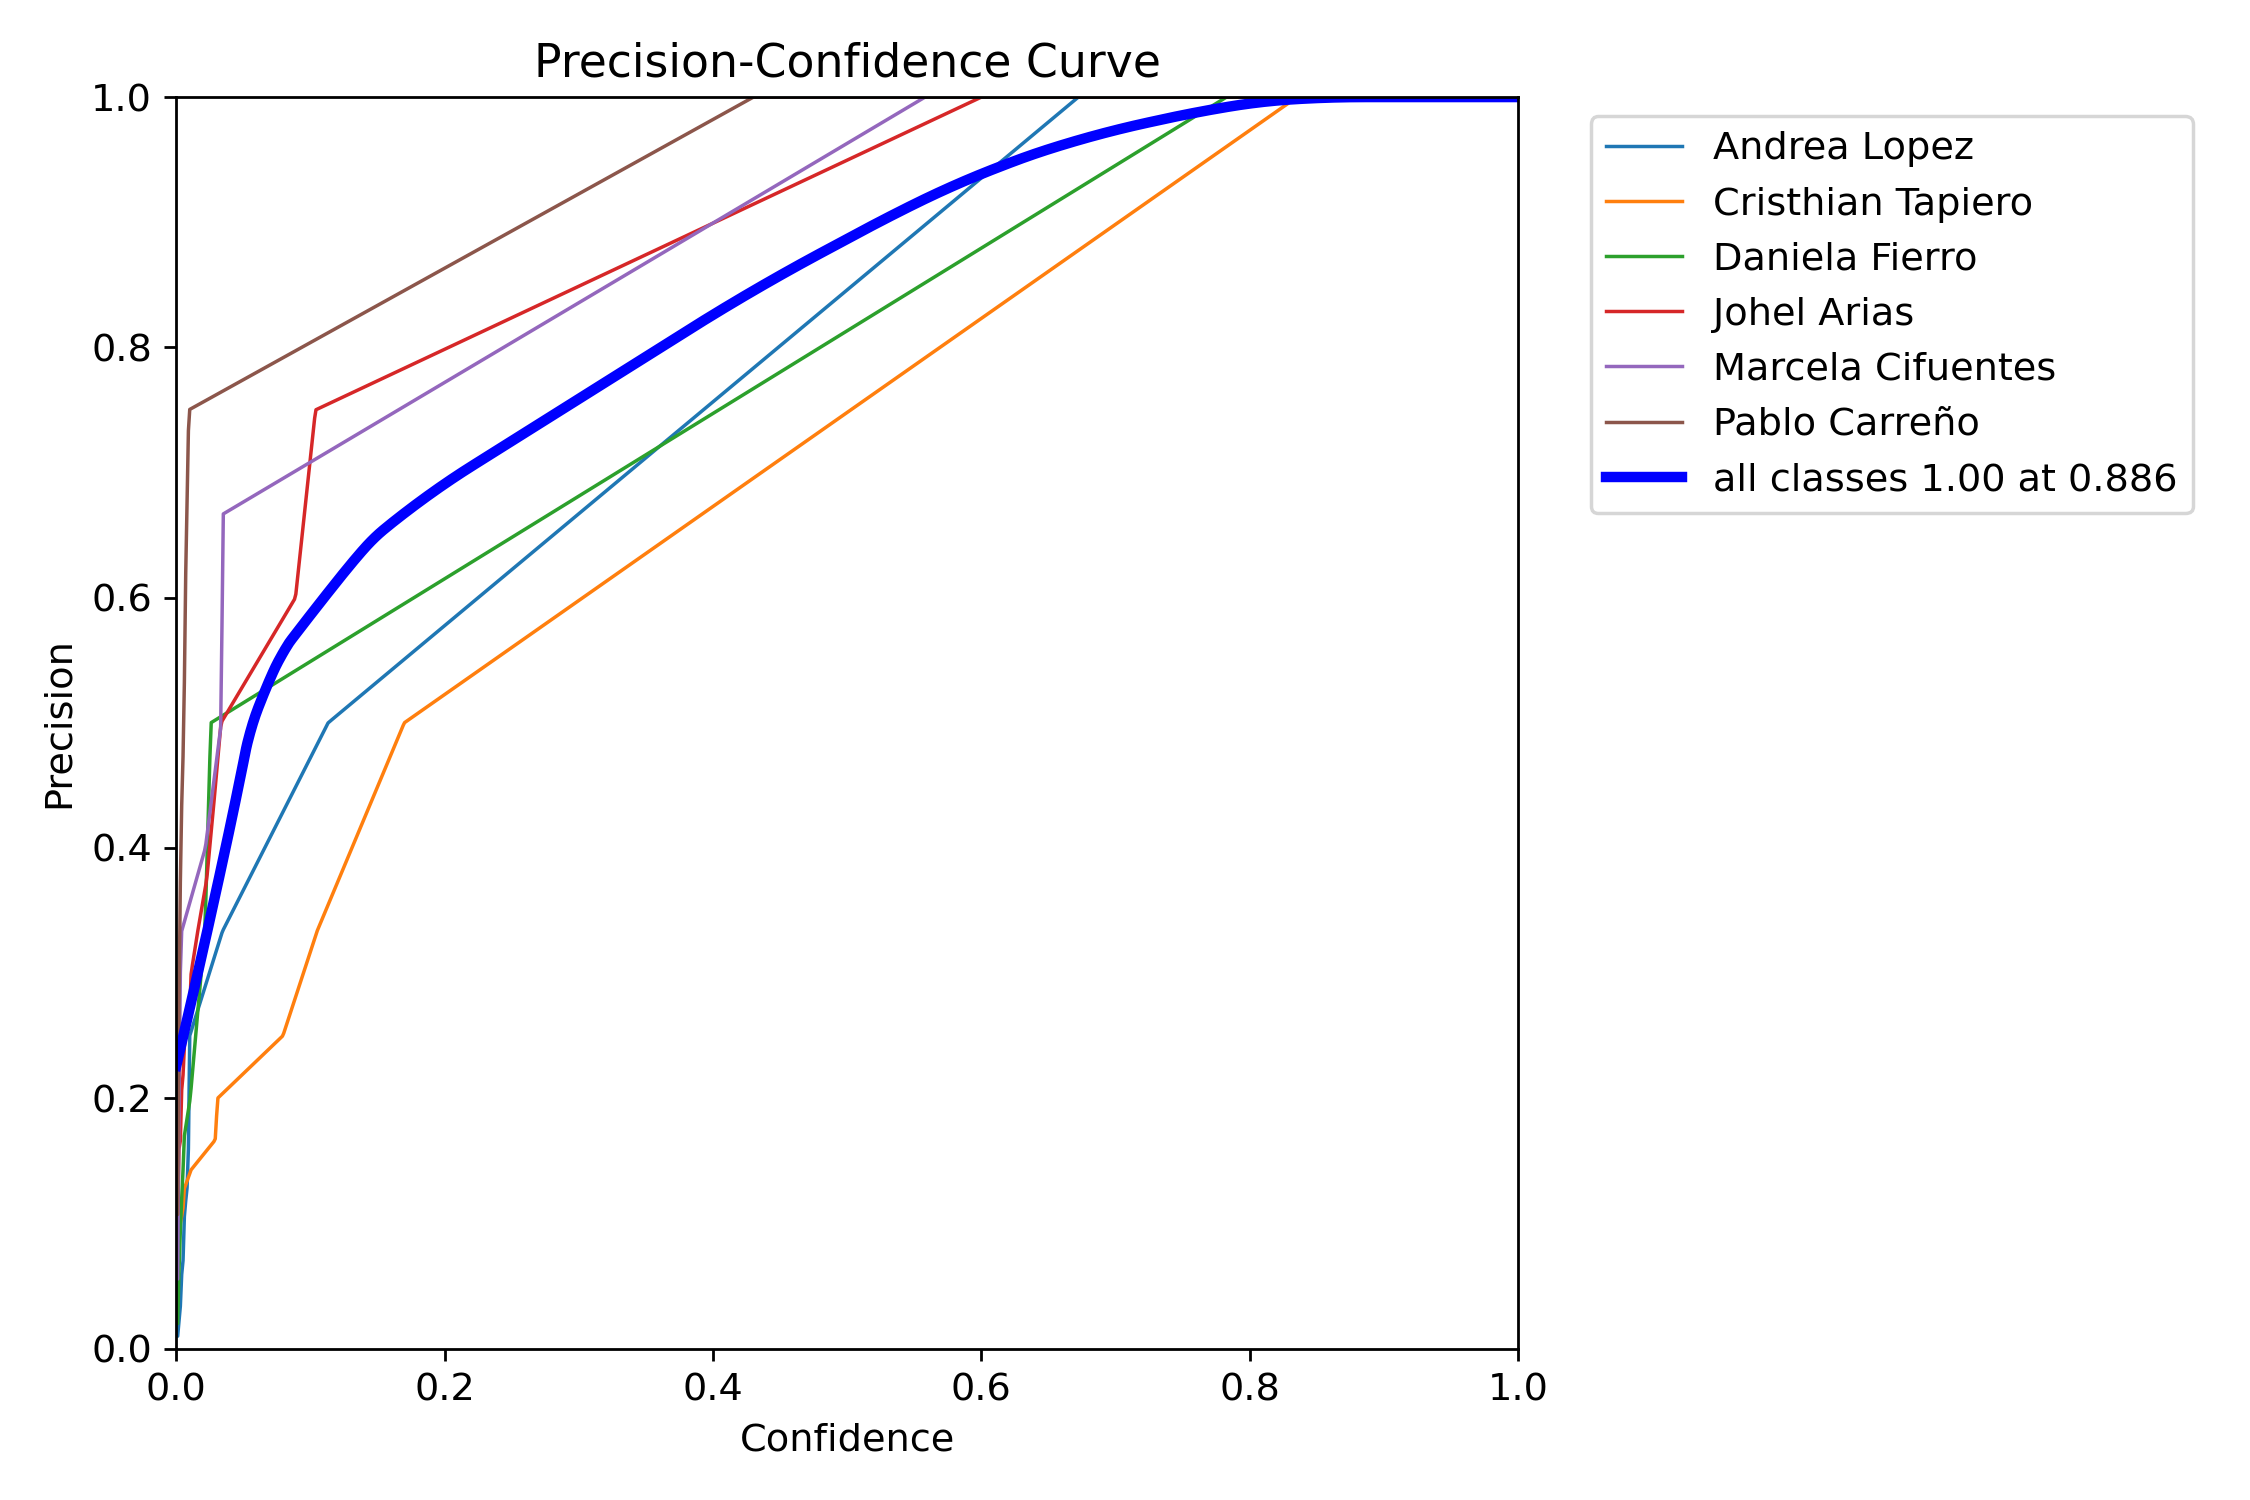 Precision-Confidence Curve
1.0
0.8
0.6
0.4
0.2
0.0
Precision
0.0 0.2 0.4 0.6 0.8 1.0
Confidence
Andrea Lopez
Cristhian Tapiero
Daniela Fierro
Johel Arias
Marcela Cifuentes
Pablo Carreño
all classes 1.00 at 0.886